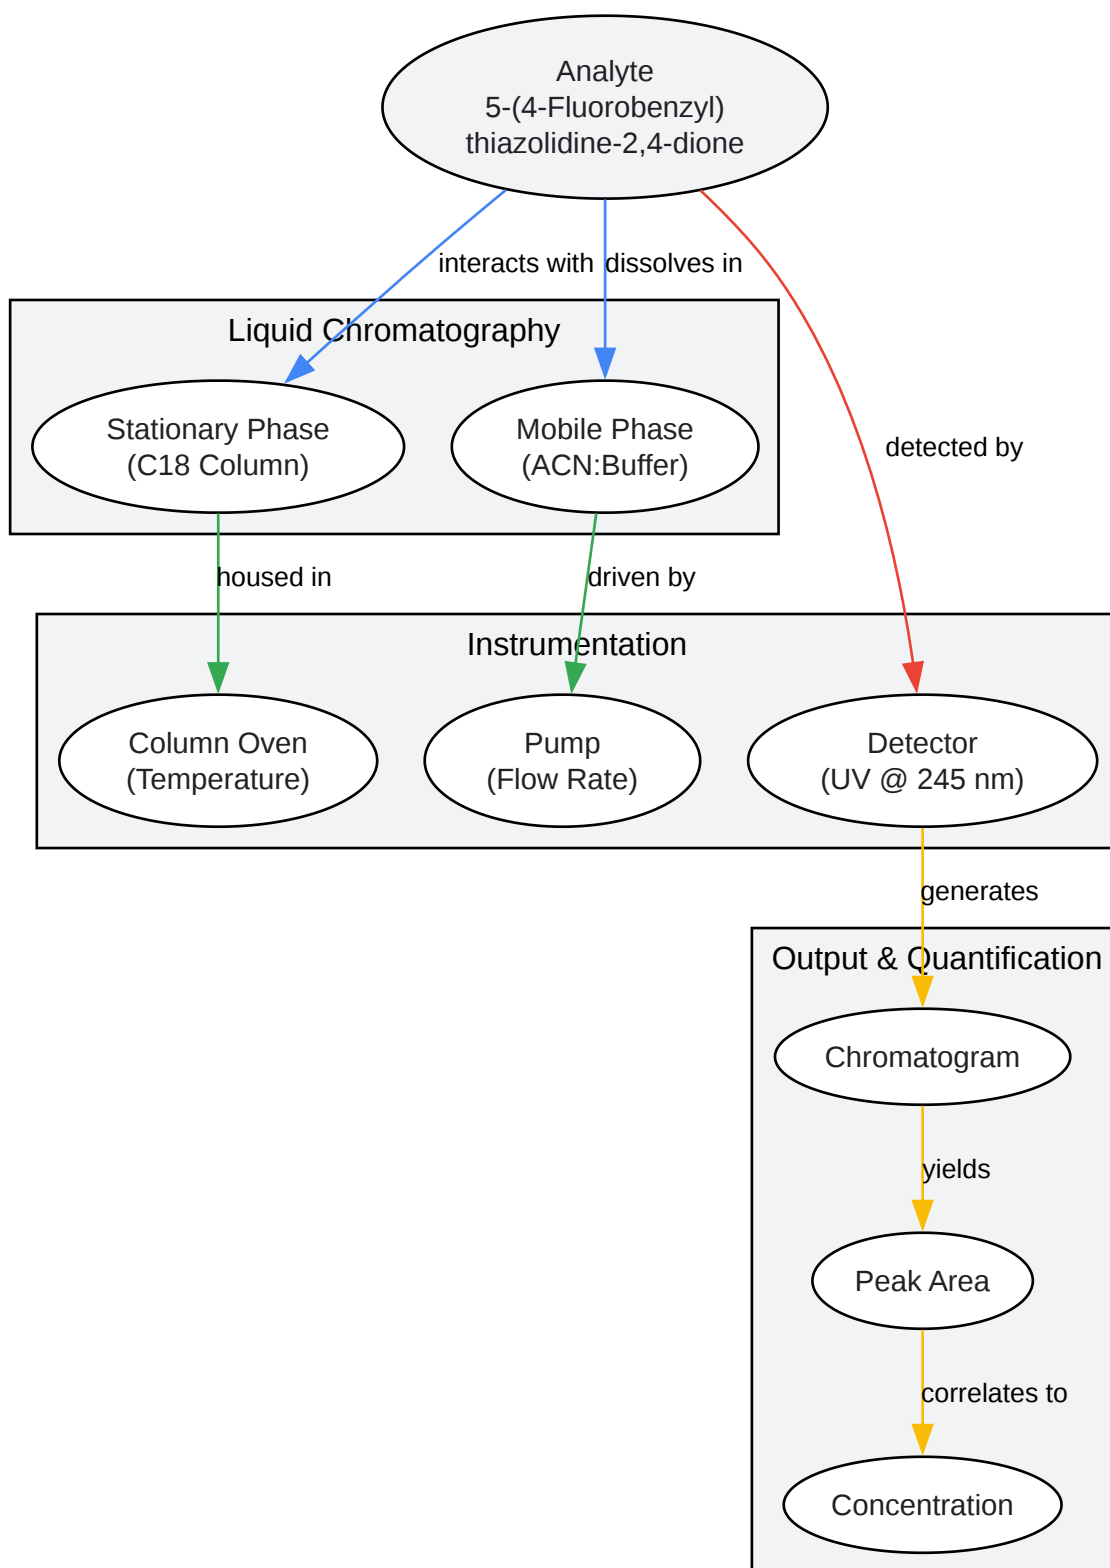 Analyte
5-(4-Fluorobenzyl)
thiazolidine-2,4-dione
interacts with
dissolves in
Liquid Chromatography
Stationary Phase
(C18 Column)
Mobile Phase
(ACN:Buffer)
detected by
housed in
driven by
Instrumentation
Column Oven
(Temperature)
Pump
(Flow Rate)
Detector
(UV @ 245 nm)
generates
Output & Quantification
Chromatogram
yields
Peak Area
correlates to
Concentration